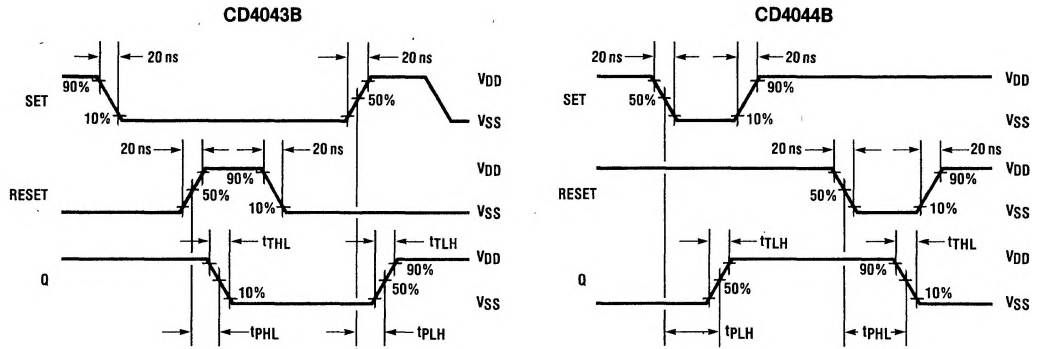 CD4043B
CD4044B
20 ns
20 ns
VDD
90%
50%
SET
10%
VSS
20 ns
20 ns
VDD
90%
50%
RESET
10%
VSS
tTHL
tTLH
VDD
90%
Q
50%
10%
VSS
tPHL
tPLH
20 ns
20 ns
VDD
90%
50%
SET
10%
VSS
20 ns
20 ns
VDD
90%
50%
RESET
10%
VSS
tTLH
tTHL
VDD
90%
Q
50%
10%
VSS
tPLH
tPHL